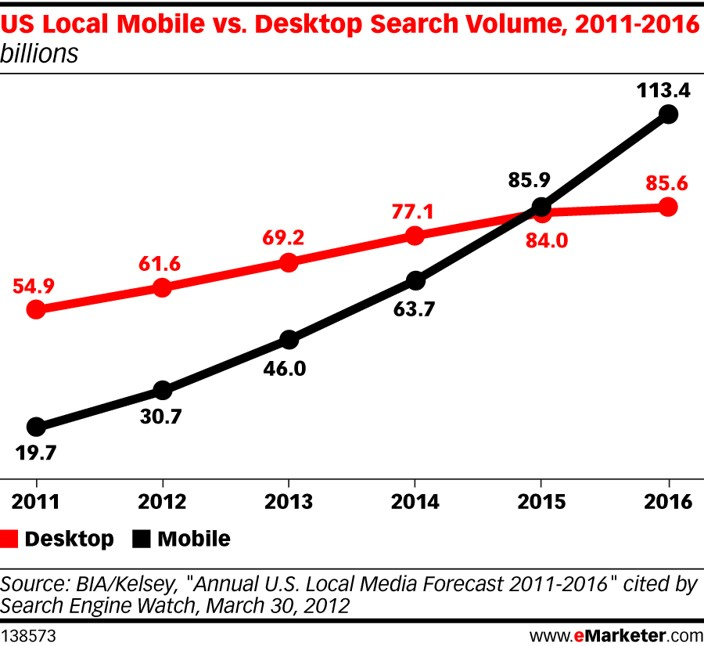 US Local Mobile vs. Desktop Search Volume, 2011-2016
billions
113.4
85.9
85.6
77.1
84.0
69.2
61.6
54.9
63.7
46.0
30.7
19.7
2011 2012 2013 2014 2015 2016
Desktop Mobile
Source: BIA/Kelsey, "Annual U.S. Local Media Forecast 2011-2016" cited by
Search Engine Watch, March 30, 2012
138573 www.eMarketer.com